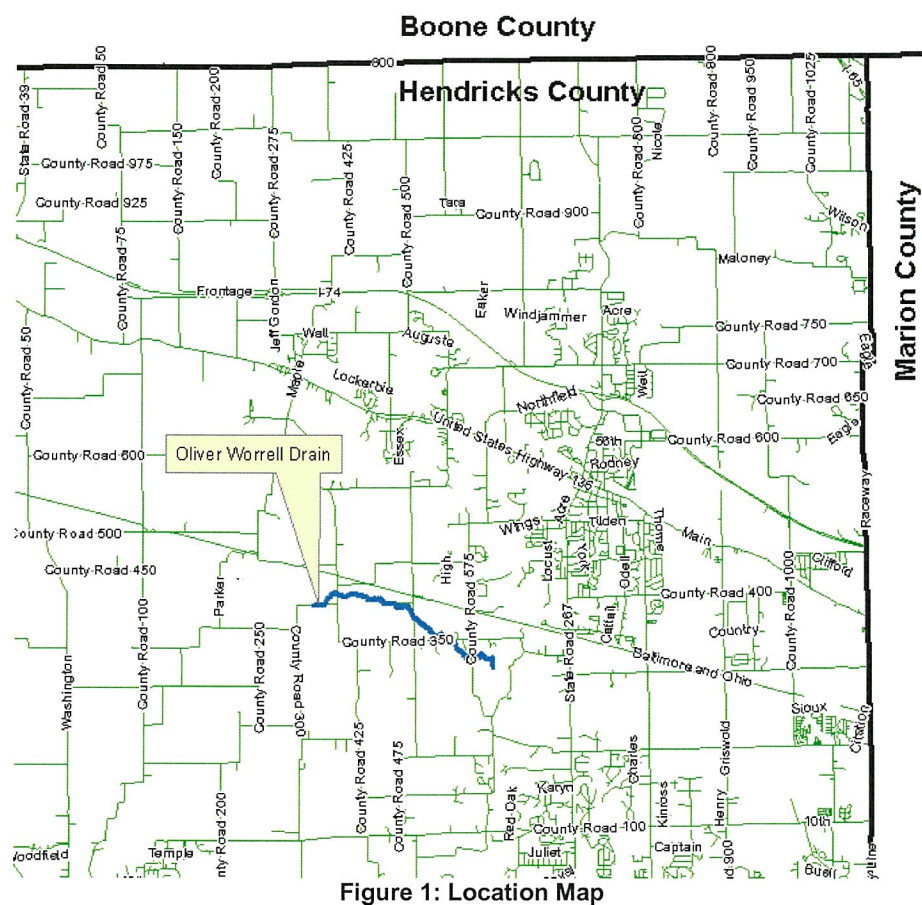 Boone County
Hendricks County
Marion County
State-Road-39
County-Road-50
County-Road-200
County-Road-150
County-Road-275
800
County-Road-800
Nicole
County-Road-950
County-Road-1025
I-65
County-Road-975
County-Road 425
County-Road 500
County-Road-925
Tara
County-Road-900
Wilson
County-Road-75
Maloney
Frontage
I-74
Jeff Gordon
Esker
Windjammer
Acre
County-Road-750
Wall
Auguste
County-Road-50
Maple
Lockerbie
Weil
County-Road-700
Eagle
County-Road 650
Northfield
Essex
United States-Highway-136
56th
County-Road-600
Eagle
County-Road-600
Oliver Worrell Drain
Rodney
Acre
Raceway
County-Road-500
Wings
Tilden
Thorne
Main
Locust
York
Odell
Clifford
County-Road-450
High
County-Road 575
Parker
County-Road-400
County-Road-1000
County-Road-100
Cattail
Country
County-Road-250
County Road-300
County-Road 350
State-Road-267
Baltimore and Ohio
Washington
Sioux
Citation
County-Road-425
County-Road 475
Charles
Griswold
Karyn
Kinross
Henry
Red-Oak
County-Road-200
County-Road-100
10th
Woodfield
Temple
Juliet
Captain
900
Figure 1: Location Map